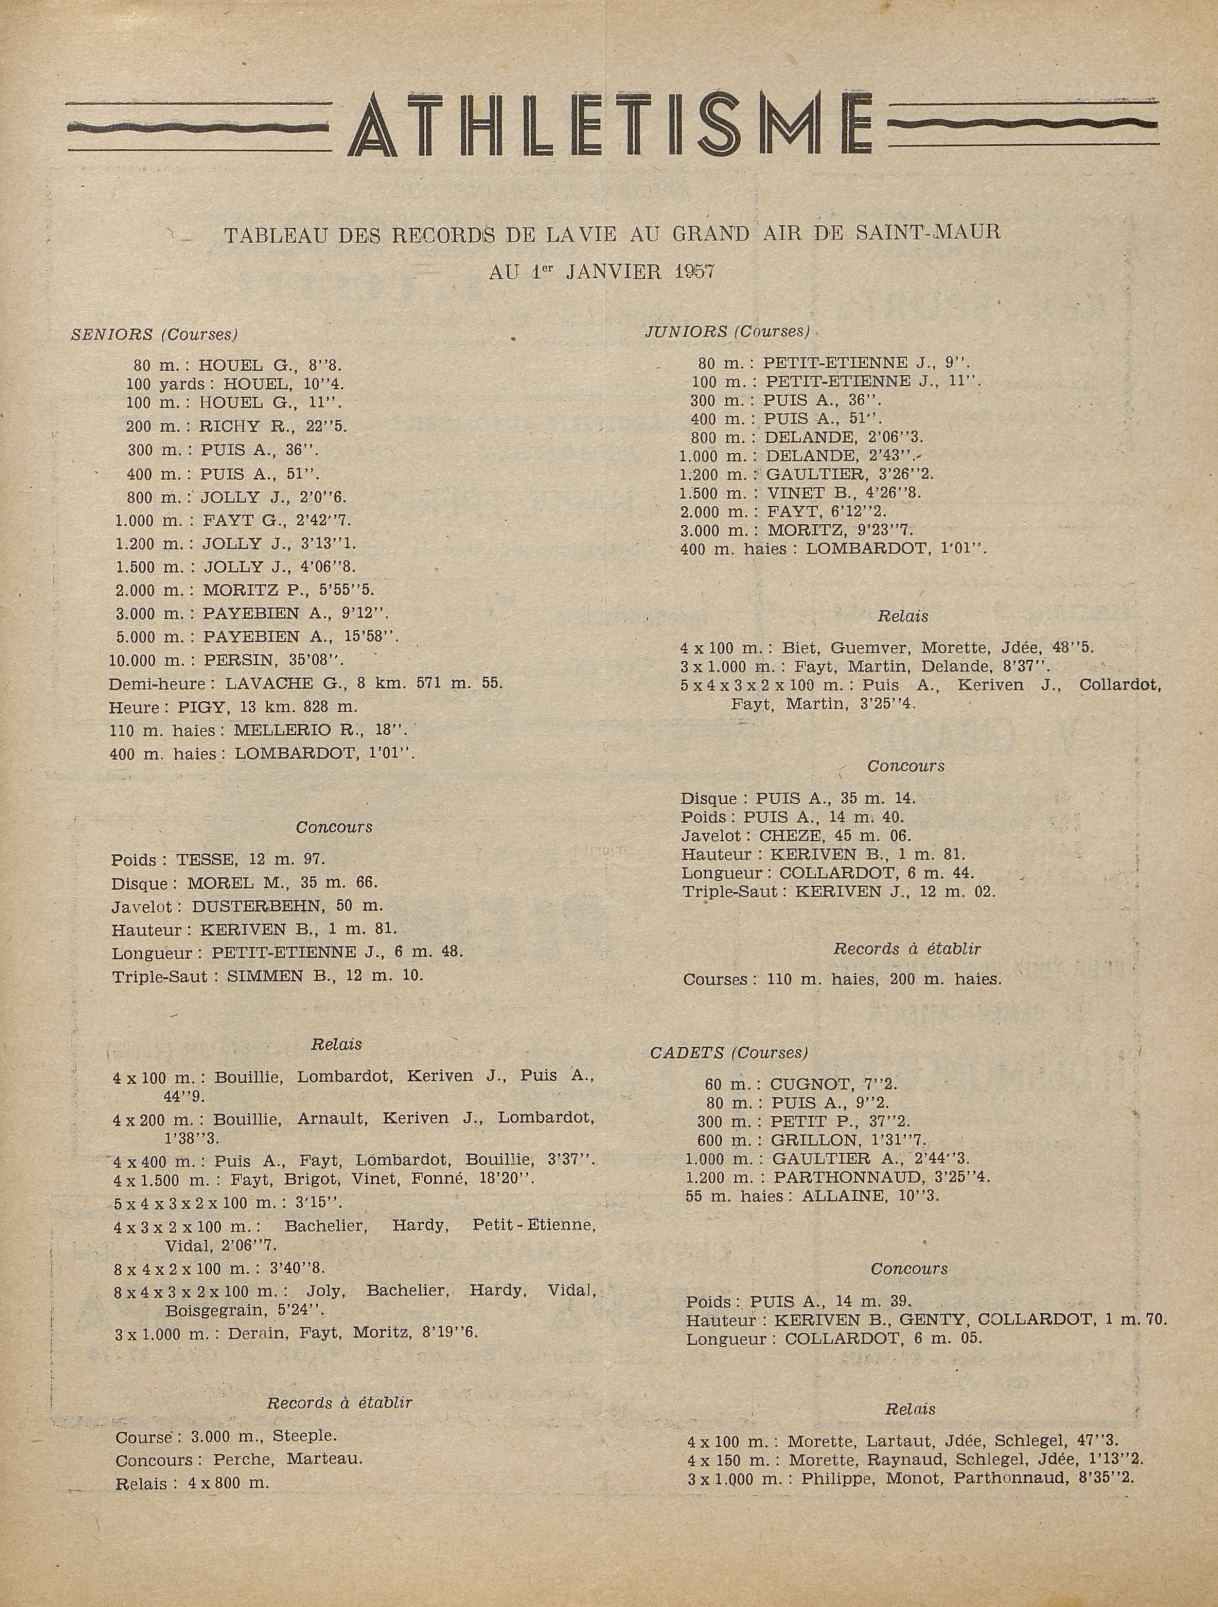 ATHLETISME
TABLEAU DES RECORDS DE LA VIE AU GRAND AIR DE SAINT-MAUR
AU 1er JANVIER 1957
SENIORS (Courses)
80 m. : HOUEL G., 8''8.
100 yards : HOUEL, 10''4.
100 m. : HOUEL G., 11''.
200 m. : RICHY R., 22''5.
300 m. : PUIS A., 36''.
400 m. : PUIS A., 51''.
800 m. : JOLLY J., 2'0''6.
1.000 m. : FAYT G., 2'42''7.
1.200 m. : JOLLY J., 3'13''1.
1.500 m. : JOLLY J., 4'06''8.
2.000 m. : MORITZ P., 5'55''5.
3.000 m. : PAYEBIEN A., 9'12''.
5.000 m. : PAYEBIEN A., 15'58''.
10.000 m. : PERSIN, 35'08''.
Demi-heure : LAVACHE G., 8 km. 571 m. 55.
Heure : PIGY, 13 km. 828 m.
110 m. haies : MELLERIO R., 18''.
400 m. haies : LOMBARDOT, 1'01''.
Concours
Poids : TESSE, 12 m. 97.
Disque : MOREL M., 35 m. 66.
Javelot : DUSTERBEHN, 50 m.
Hauteur : KERIVEN B., 1 m. 81.
Longueur : PETIT-ETIENNE J., 6 m. 48.
Triple-Saut : SIMMEN B., 12 m. 10.
Relais
4 x 100 m. : Bouillie, Lombardot, Keriven J., Puis A.,
44''9.
4 x 200 m. : Bouillie, Arnault, Keriven J., Lombardot,
1'38''3.
4 x 400 m. : Puis A., Fayt, Lombardot, Bouillie, 3'37''.
4 x 1.500 m. : Fayt, Brigot, Vinet, Fonné, 18'20''.
5 x 4 x 3 x 2 x 100 m. : 3'15''.
4 x 3 x 2 x 100 m. : Bachelier, Hardy, Petit-Etienne,
Vidal, 2'06''7.
8 x 4 x 2 x 100 m. : 3'40''8.
8 x 4 x 3 x 2 x 100 m. : Joly, Bachelier, Hardy, Vidal,
Boisgegrain, 5'24''.
3 x 1.000 m. : Derain, Fayt, Moritz, 8'19''6.
Records à établir
Course : 3.000 m., Steeple.
Concours : Perche, Marteau.
Relais : 4 x 800 m.
JUNIORS (Courses)
80 m. : PETIT-ETIENNE J., 9''.
100 m. : PETIT-ETIENNE J., 11''.
300 m. : PUIS A., 36''.
400 m. : PUIS A., 51''.
800 m. : DELANDE, 2'06''3.
1.000 m. : DELANDE, 2'43''.
1.200 m. : GAULTIER, 3'26''2.
1.500 m. : VINET B., 4'26''8.
2.000 m. : FAYT, 6'12''2.
3.000 m. : MORITZ, 9'23''7.
400 m. haies : LOMBARDOT, 1'01''.
Relais
4 x 100 m. : Biet, Guemver, Morette, Jdée, 48''5.
3 x 1.000 m. : Fayt, Martin, Delande, 8'37''.
5 x 4 x 3 x 2 x 100 m. : Puis A., Keriven J., Collardot,
Fayt, Martin, 3'25''4.
Concours
Disque : PUIS A., 35 m. 14.
Poids : PUIS A., 14 m. 40.
Javelot : CHEZE, 45 m. 06.
Hauteur : KERIVEN B., 1 m. 81.
Longueur : COLLARDOT, 6 m. 44.
Triple-Saut : KERIVEN J., 12 m. 02.
Records à établir
Courses : 110 m. haies, 200 m. haies.
CADETS (Courses)
60 m. : CUGNOT, 7''2.
80 m. : PUIS A., 9''2.
300 m. : PETIT P., 37''2.
600 m. : GRILLON, 1'31''7.
1.000 m. : GAULTIER A., 2'44''3.
1.200 m. : PARTHONNAUD, 3'25''4.
55 m. haies : ALLAINE, 10''3.
Concours
Poids : PUIS A., 14 m. 39.
Hauteur : KERIVEN B., GENTY, COLLARDOT, 1 m. 70.
Longueur : COLLARDOT, 6 m. 05.
Relais
4 x 100 m. : Morette, Lartaut, Jdée, Schlegel, 47''3.
4 x 150 m. : Morette, Raynaud, Schlegel, Jdée, 1'13''2.
3 x 1.000 m. : Philippe, Monot, Parthonnaud, 8'35''2.